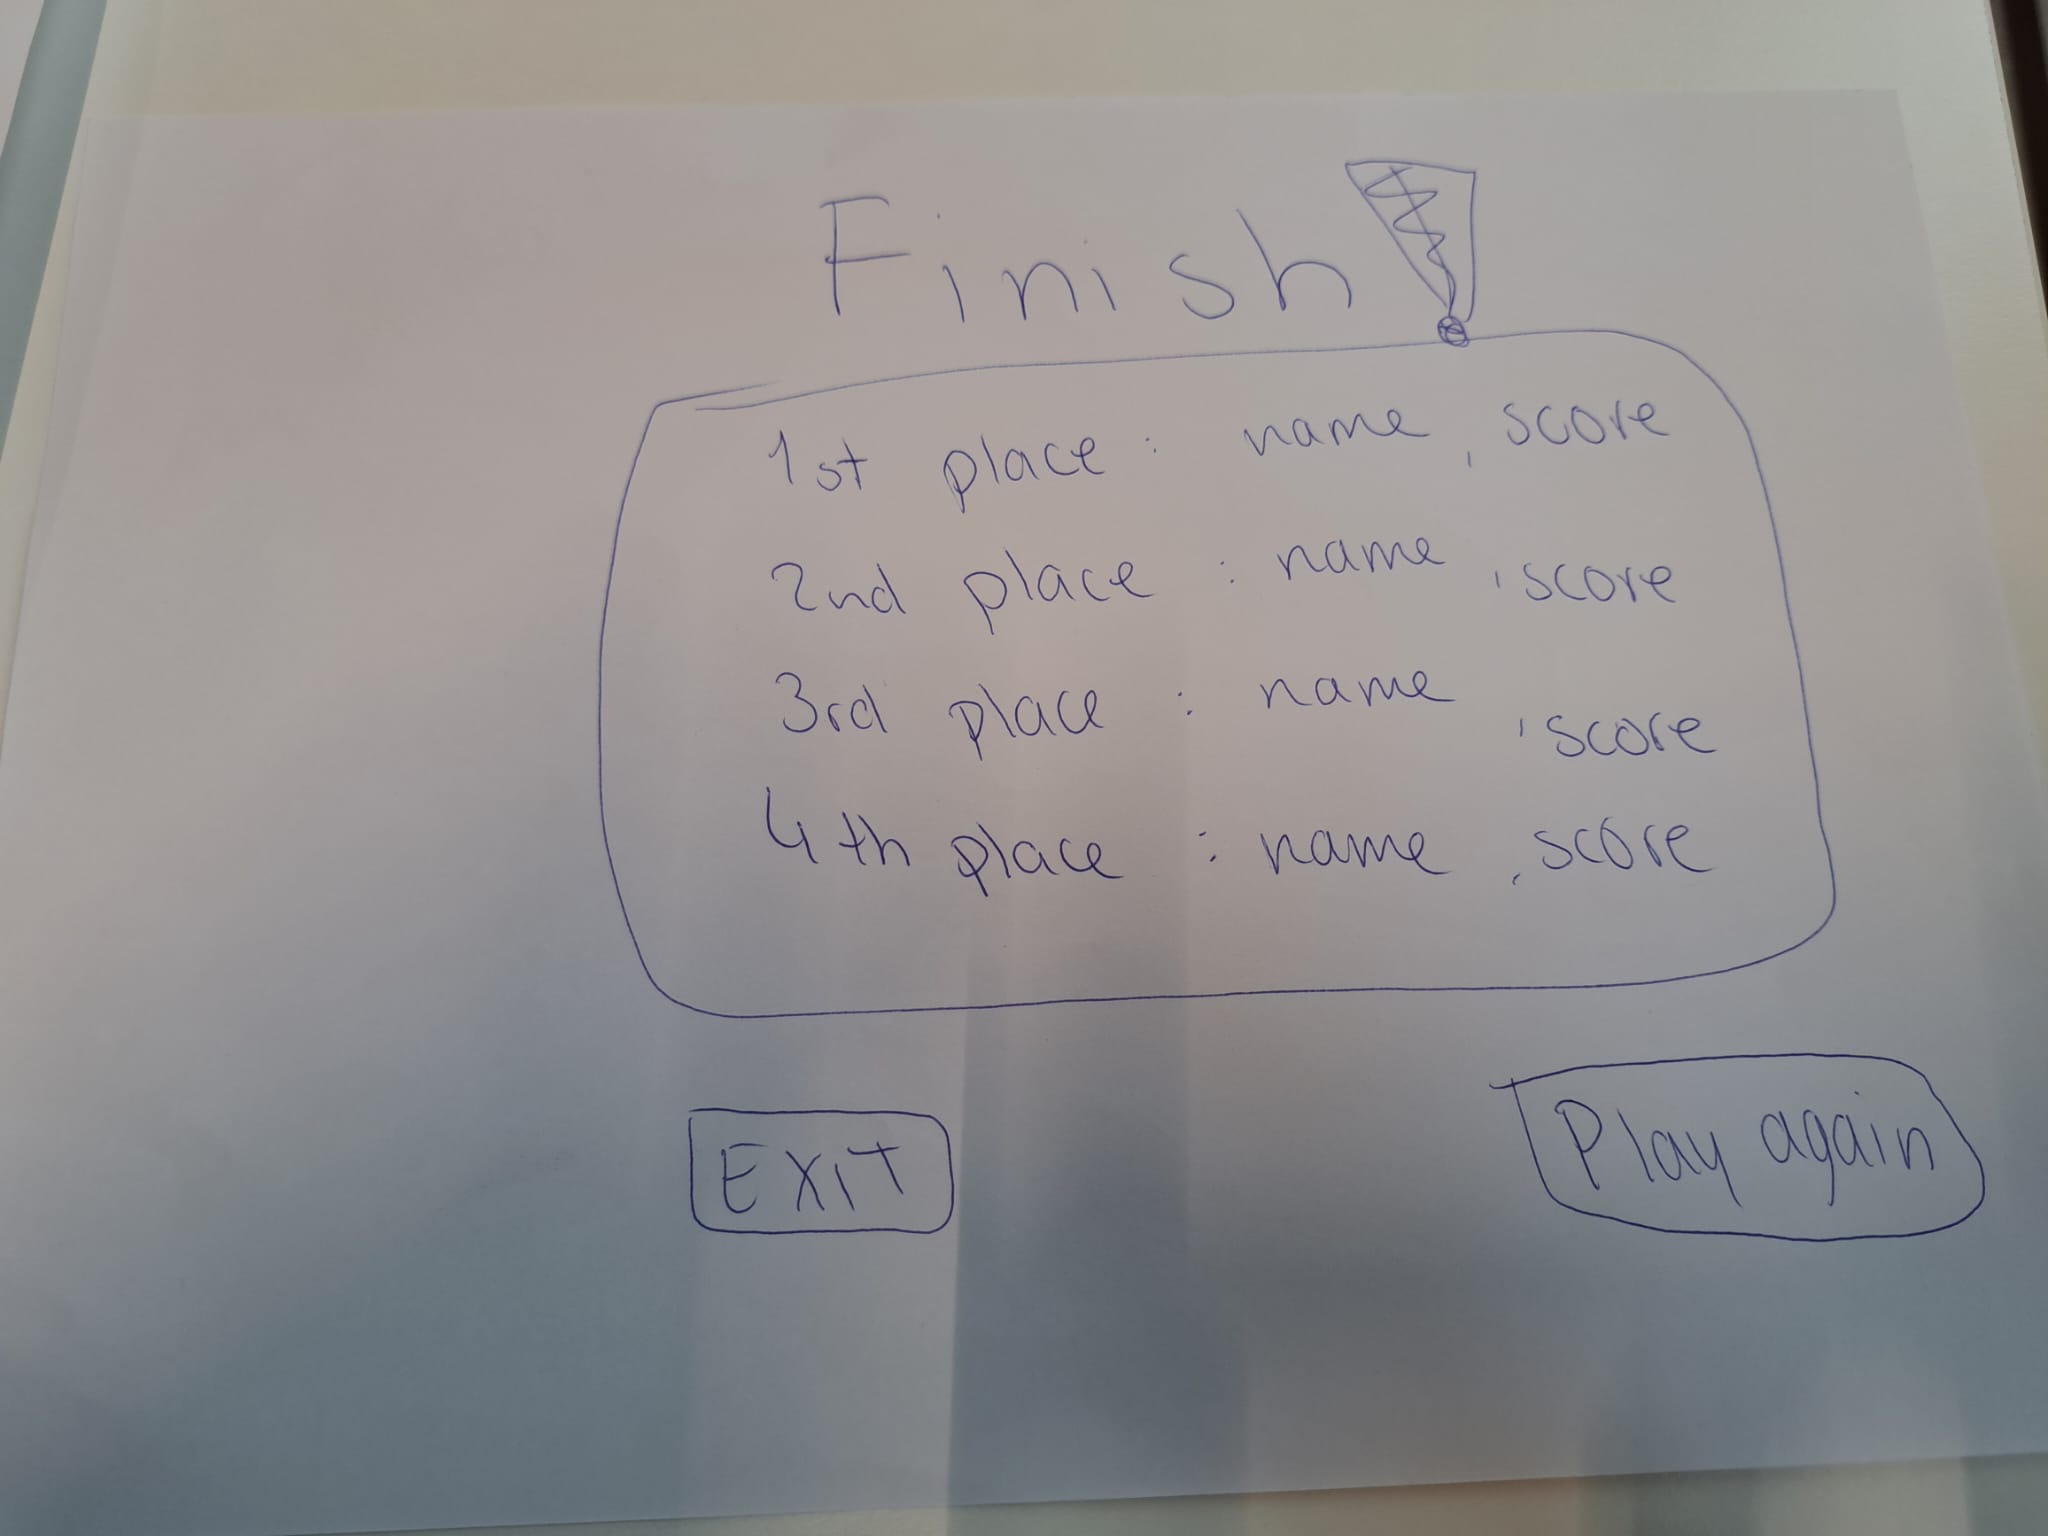 Finish!
1st place : name , score
2nd place : name , score
3rd place : name , score
4th place : name , score
EXIT
Play again